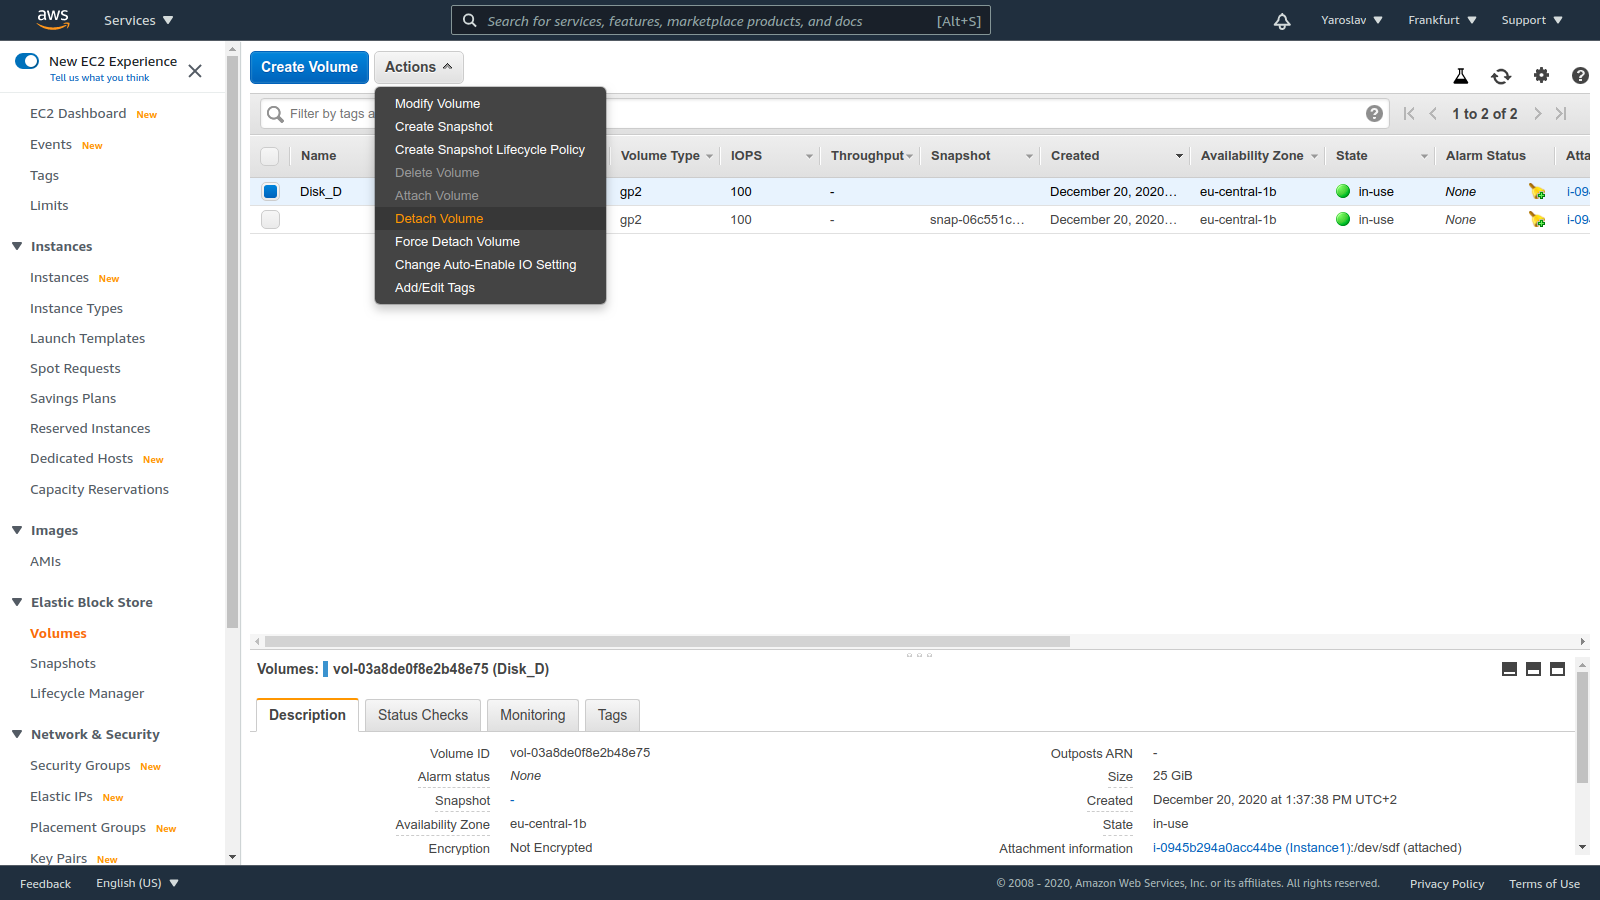 aws Services Search for services, features, marketplace products, and docs [Alt+S] Yaroslav Frankfurt Support
New EC2 Experience
Tell us what you think
EC2 Dashboard New
Events New
Tags
Limits
Instances
Instances New
Instance Types
Launch Templates
Spot Requests
Savings Plans
Reserved Instances
Dedicated Hosts New
Capacity Reservations
Images
AMIs
Elastic Block Store
Volumes
Snapshots
Lifecycle Manager
Network & Security
Security Groups New
Elastic IPs New
Placement Groups New
Key Pairs New
Create Volume Actions
Filter by tags a 1 to 2 of 2
Modify Volume
Create Snapshot
Create Snapshot Lifecycle Policy
Delete Volume
Attach Volume
Detach Volume
Force Detach Volume
Change Auto-Enable IO Setting
Add/Edit Tags
Name Volume Type IOPS Throughput Snapshot Created Availability Zone State Alarm Status Atta
Disk_D gp2 100 - December 20, 2020... eu-central-1b in-use None i-094
gp2 100 - snap-06c551c... December 20, 2020... eu-central-1b in-use None i-094
Volumes: vol-03a8de0f8e2b48e75 (Disk_D)
Description Status Checks Monitoring Tags
Volume ID vol-03a8de0f8e2b48e75 Outposts ARN -
Alarm status None Size 25 GiB
Snapshot - Created December 20, 2020 at 1:37:38 PM UTC+2
Availability Zone eu-central-1b State in-use
Encryption Not Encrypted Attachment information i-0945b294a0acc44be (Instance1):/dev/sdf (attached)
Feedback English (US) © 2008 - 2020, Amazon Web Services, Inc. or its affiliates. All rights reserved. Privacy Policy Terms of Use